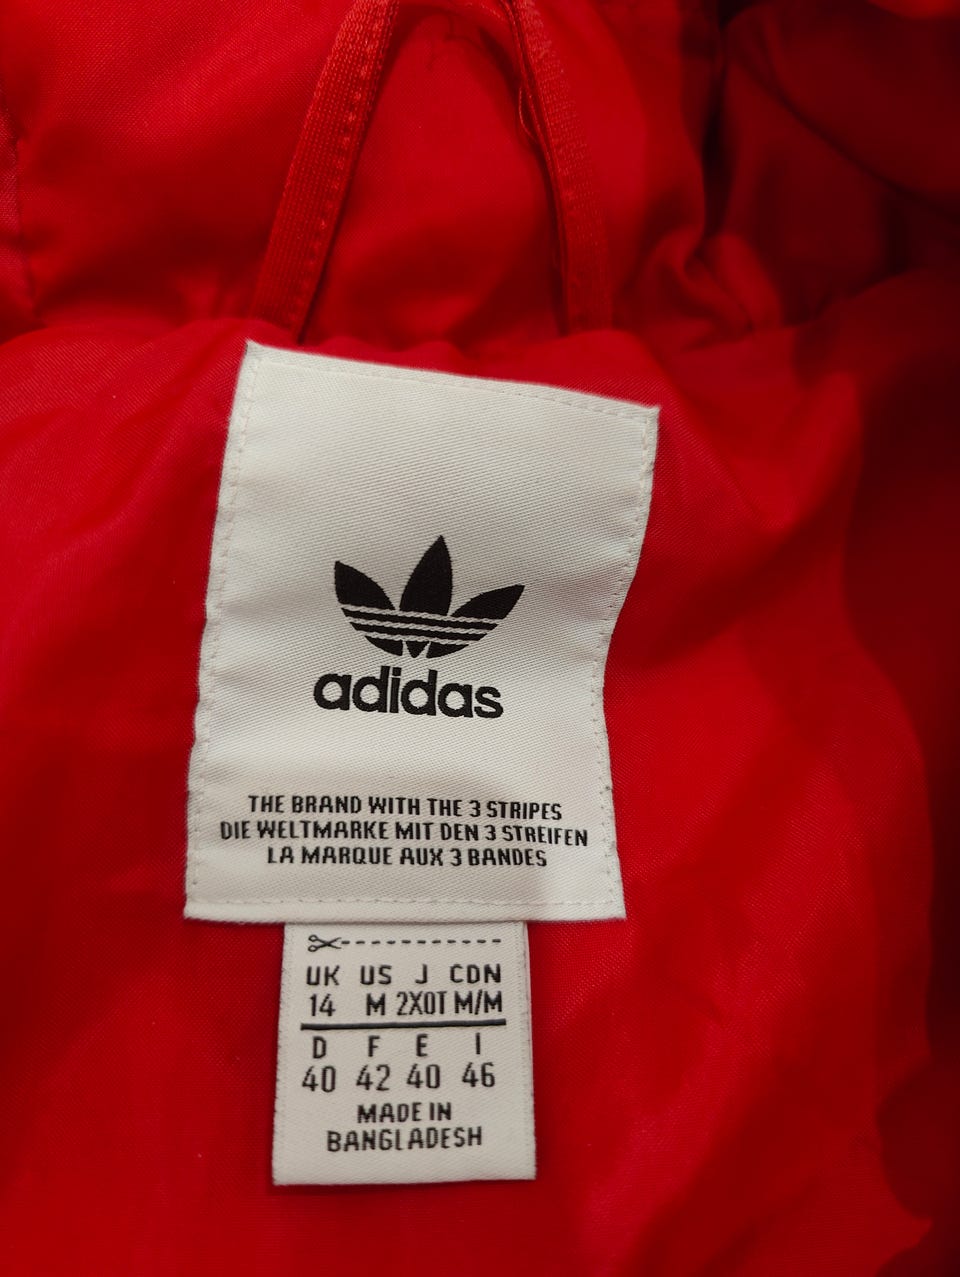 adidas
THE BRAND WITH THE 3 STRIPES
DIE WELTMARKE MIT DEN 3 STREIFEN
LA MARQUE AUX 3 BANDES
UK US J CDN
14 M 2XOT M/M
D F E I
40 42 40 46
MADE IN
BANGLADESH